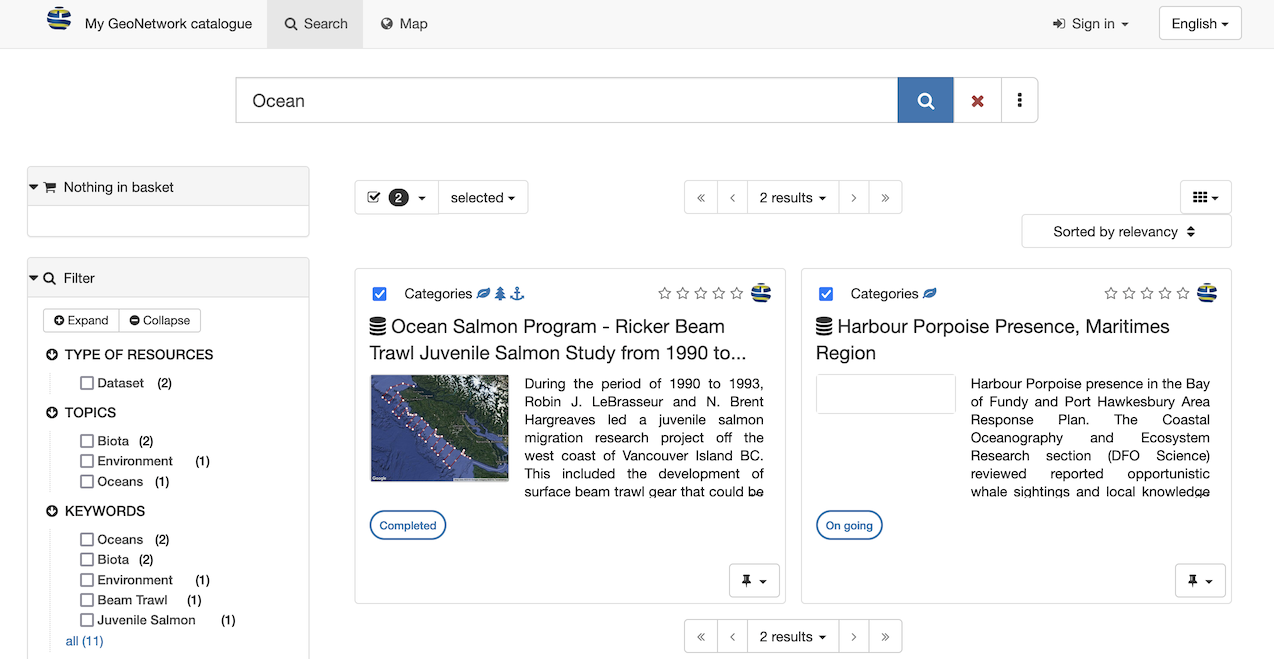 My GeoNetwork catalogue Search Map Sign in English
Ocean
Nothing in basket
2 selected 2 results
Sorted by relevancy
Filter
Expand Collapse
TYPE OF RESOURCES
Dataset (2)
TOPICS
Biota (2)
Environment (1)
Oceans (1)
KEYWORDS
Oceans (2)
Biota (2)
Environment (1)
Beam Trawl (1)
Juvenile Salmon (1)
all (11)
Categories
Ocean Salmon Program - Ricker Beam
Trawl Juvenile Salmon Study from 1990 to...
During the period of 1990 to 1993,
Robin J. LeBrasseur and N. Brent
Hargreaves led a juvenile salmon
migration research project off the
west coast of Vancouver Island BC.
This included the development of
surface beam trawl gear that could be
Google
Completed
Categories
Harbour Porpoise Presence, Maritimes
Region
Harbour Porpoise presence in the Bay
of Fundy and Port Hawkesbury Area
Response Plan. The Coastal
Oceanography and Ecosystem
Research section (DFO Science)
reviewed reported opportunistic
whale sightings and local knowledge
On going
2 results